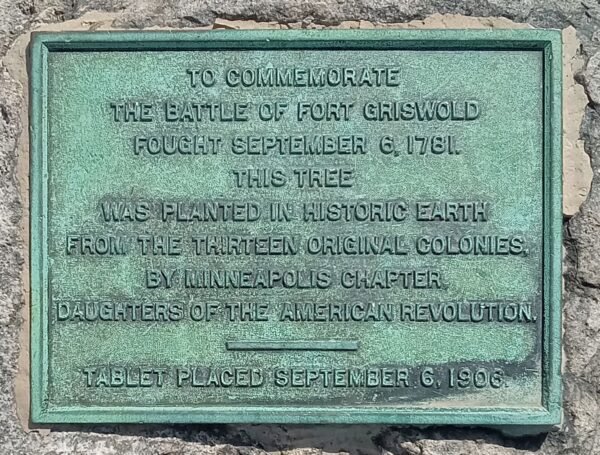 TO COMMEMORATE
THE BATTLE OF FORT GRISWOLD
FOUGHT SEPTEMBER 6, 1781.
THIS TREE
WAS PLANTED IN HISTORIC EARTH
FROM THE THIRTEEN ORIGINAL COLONIES,
BY MINNEAPOLIS CHAPTER,
DAUGHTERS OF THE AMERICAN REVOLUTION.
TABLET PLACED SEPTEMBER 6, 1906.